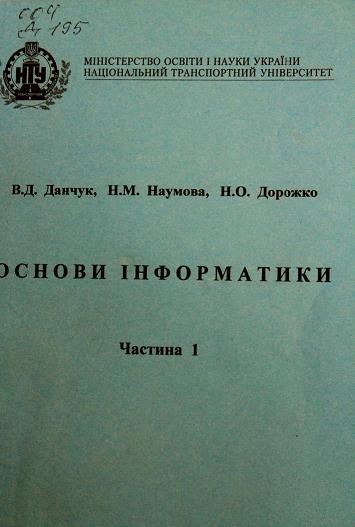 004
Д 195
НТУ
МІНІСТЕРСТВО ОСВІТИ І НАУКИ УКРАЇНИ
НАЦІОНАЛЬНИЙ ТРАНСПОРТНИЙ УНІВЕРСИТЕТ
В.Д. Данчук, Н.М. Наумова, Н.О. Дорожко
ОСНОВИ ІНФОРМАТИКИ
Частина 1